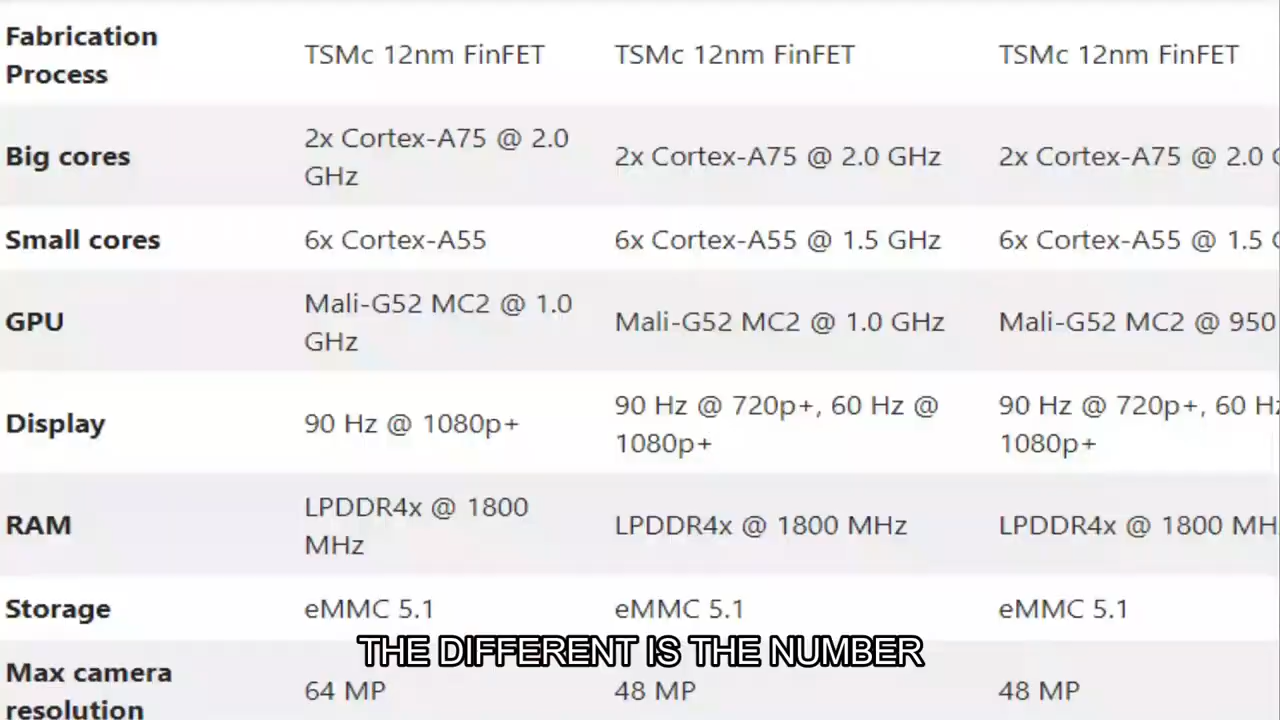 Fabrication
Process
TSMc 12nm FinFET
TSMc 12nm FinFET
TSMc 12nm FinFET
Big cores
2x Cortex-A75 @ 2.0
GHz
2x Cortex-A75 @ 2.0 GHz
2x Cortex-A75 @ 2.0
Small cores
6x Cortex-A55
6x Cortex-A55 @ 1.5 GHz
6x Cortex-A55 @ 1.5
GPU
Mali-G52 MC2 @ 1.0
GHz
Mali-G52 MC2 @ 1.0 GHz
Mali-G52 MC2 @ 950
Display
90 Hz @ 1080p+
90 Hz @ 720p+, 60 Hz @
1080p+
90 Hz @ 720p+, 60 Hz
1080p+
RAM
LPDDR4x @ 1800
MHz
LPDDR4x @ 1800 MHz
LPDDR4x @ 1800 MH
Storage
eMMC 5.1
eMMC 5.1
eMMC 5.1
THE DIFFERENT IS THE NUMBER
Max camera
resolution
64 MP
48 MP
48 MP